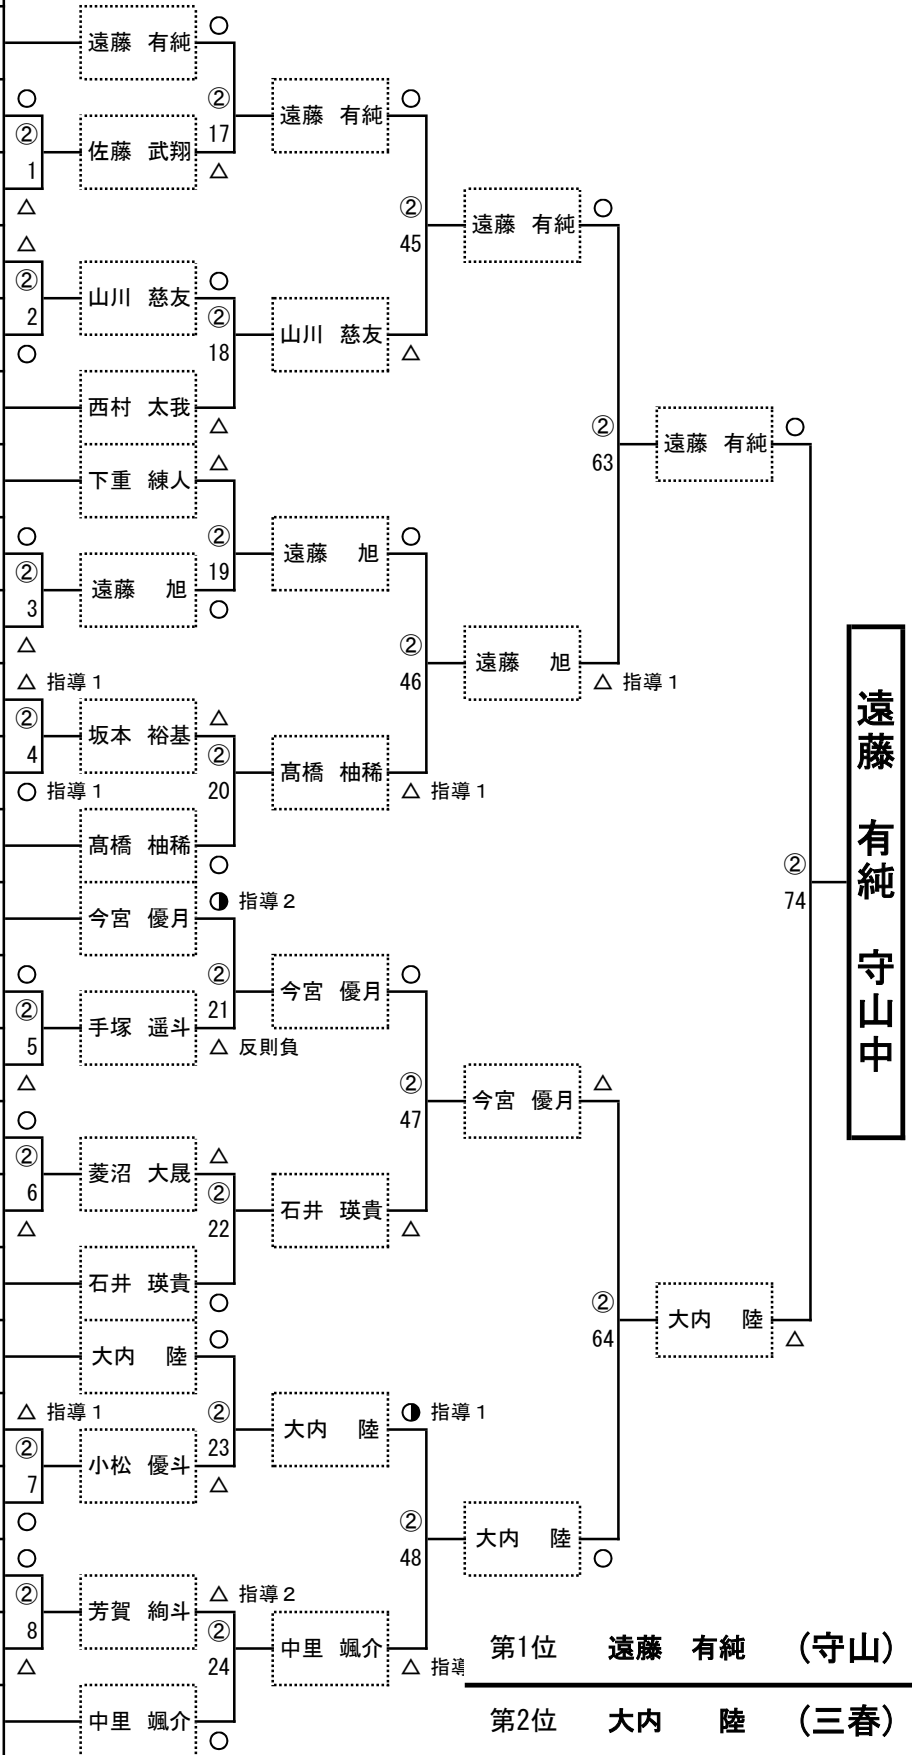 ○
遠藤 有純
○
②
②
遠藤 有純
○
②
17
1
佐藤 武翔
△
△
②
遠藤 有純
○
△
45
②
山川 慈友
○
2
②
山川 慈友
○
18
△
西村 太我
△
②
遠藤 有純
○
下重 練人
△
63
○
②
遠藤 旭
○
②
19
3
遠藤 旭
○
△
②
遠藤 旭
△ 指導1
46
△ 指導1
②
坂本 裕基
△
4
②
髙橋 柚稀
△ 指導1
○ 指導1
20
髙橋 柚稀
○
②
74
今宮 優月
◑ 指導2
○
②
今宮 優月
○
②
21
5
手塚 遥斗
△ 反則負
△
②
今宮 優月
△
○
47
②
菱沼 大晟
△
6
②
石井 瑛貴
△
△
22
石井 瑛貴
○
②
大内 陸
△
大内 陸
○
64
△ 指導1
②
大内 陸
◑ 指導1
②
23
7
小松 優斗
△
○
②
大内 陸
○
○
48
②
芳賀 絢斗
△ 指導2
8
②
中里 颯介
△ 指導
△
24
中里 颯介
○
遠藤 有純 守山中
第1位 遠藤 有純 (守山)
第2位 大内 陸 (三春)